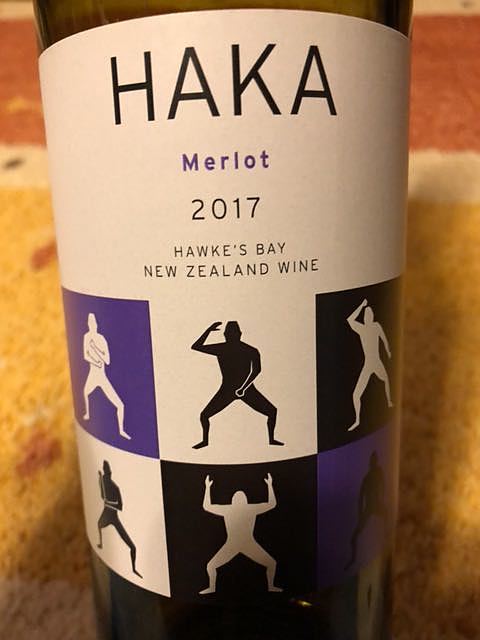 HAKA
Merlot
2017
HAWKE'S BAY
NEW ZEALAND WINE